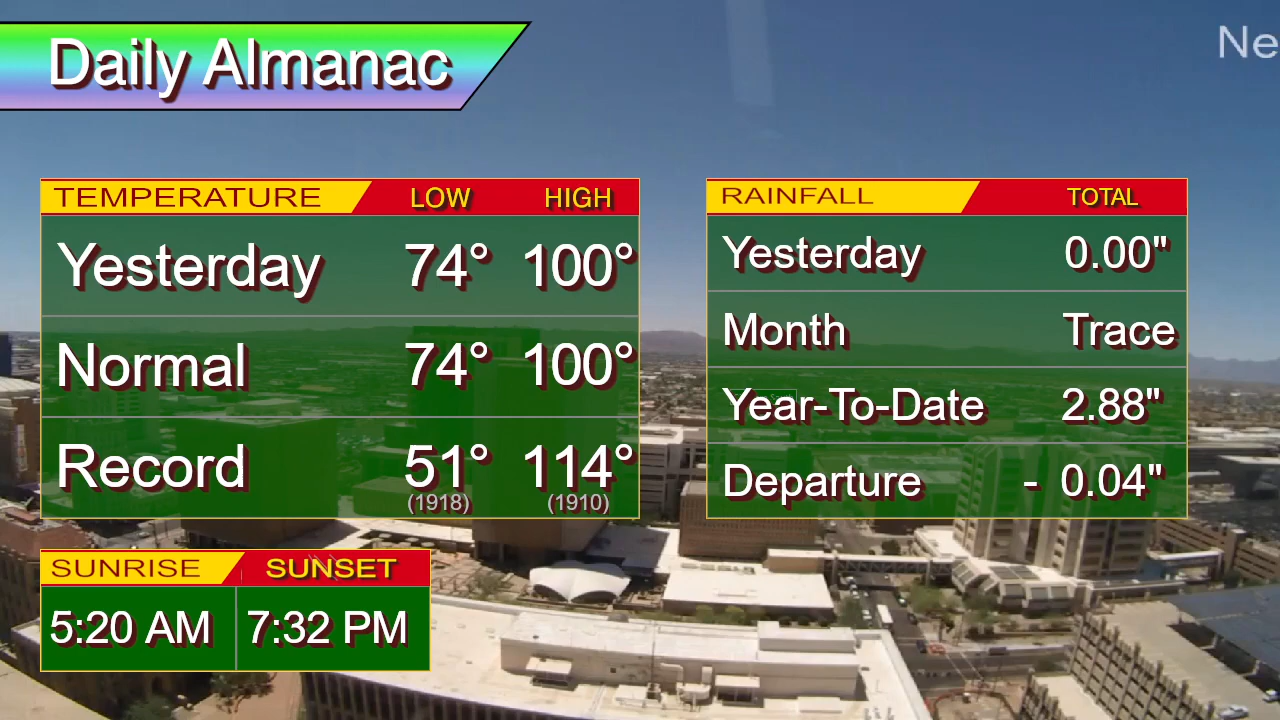 Daily Almanac
Ne
TEMPERATURE LOW HIGH
Yesterday 74° 100°
Normal 74° 100°
Record 51° 114°
(1918) (1910)
RAINFALL TOTAL
Yesterday 0.00"
Month Trace
Year-To-Date 2.88"
Departure - 0.04"
SUNRISE SUNSET
5:20 AM 7:32 PM